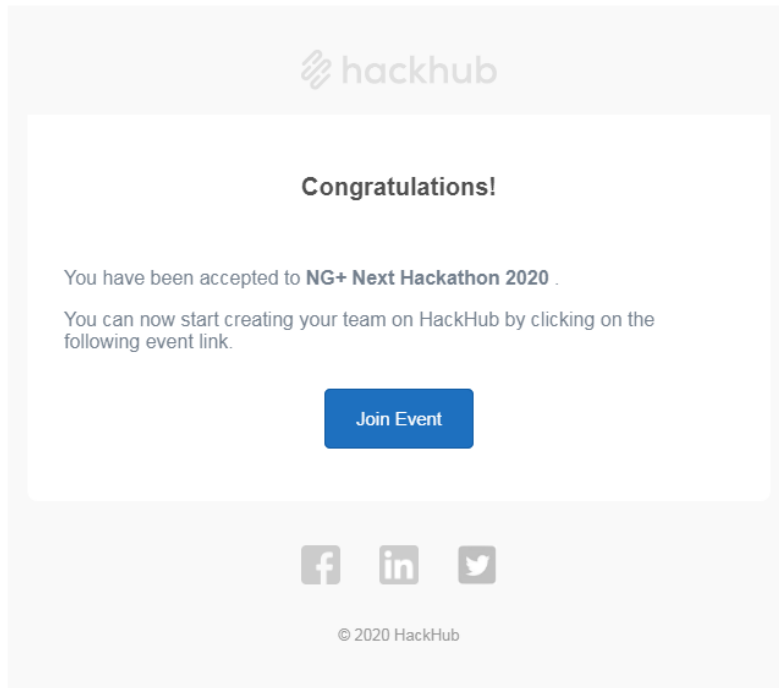 hackhub
Congratulations!
You have been accepted to NG+ Next Hackathon 2020 .
You can now start creating your team on HackHub by clicking on the
following event link.
Join Event
© 2020 HackHub